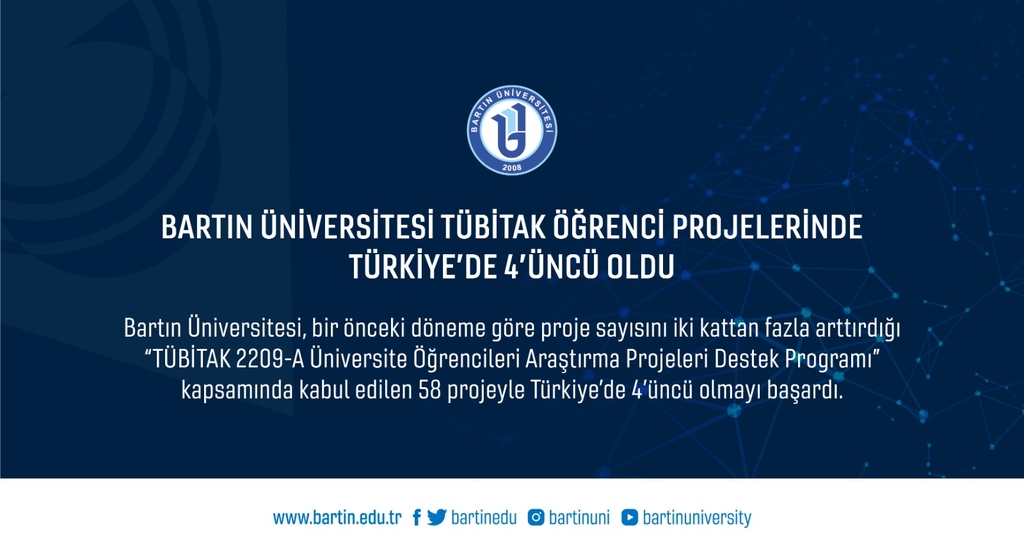 BARTIN ÜNİVERSİTESİ
2008
BARTIN ÜNİVERSİTESİ TÜBİTAK ÖĞRENCİ PROJELERİNDE
TÜRKİYE'DE 4'ÜNCÜ OLDU
Bartın Üniversitesi, bir önceki döneme göre proje sayısını iki kattan fazla arttırdığı
“TÜBİTAK 2209-A Üniversite Öğrencileri Araştırma Projeleri Destek Programı”
kapsamında kabul edilen 58 projeyle Türkiye'de 4'üncü olmayı başardı.
www.bartin.edu.tr bartinedu bartinuni bartinuniversity